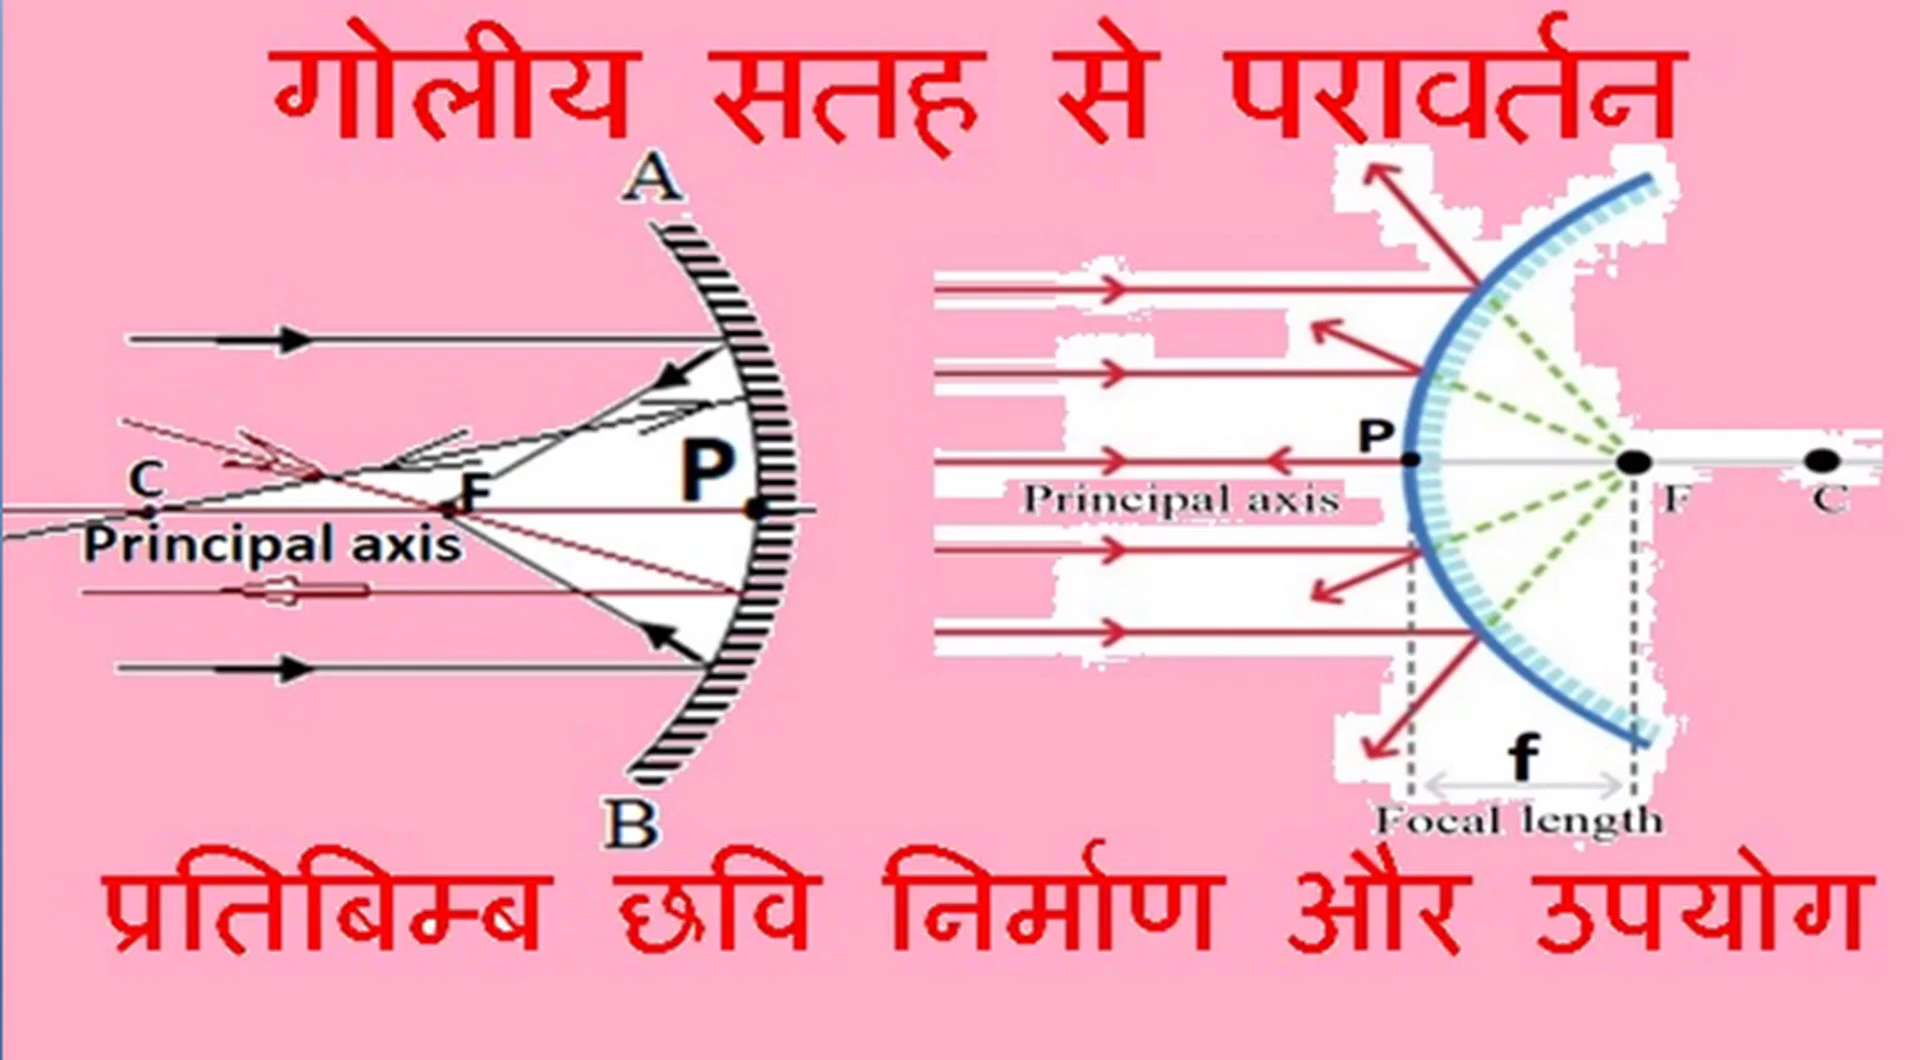 गोलीय सतह से परावर्तन
A
C
F
P
Principal axis
B
P
Principal axis
F
C
f
Focal length
प्रतिबिम्ब छवि निर्माण और उपयोग